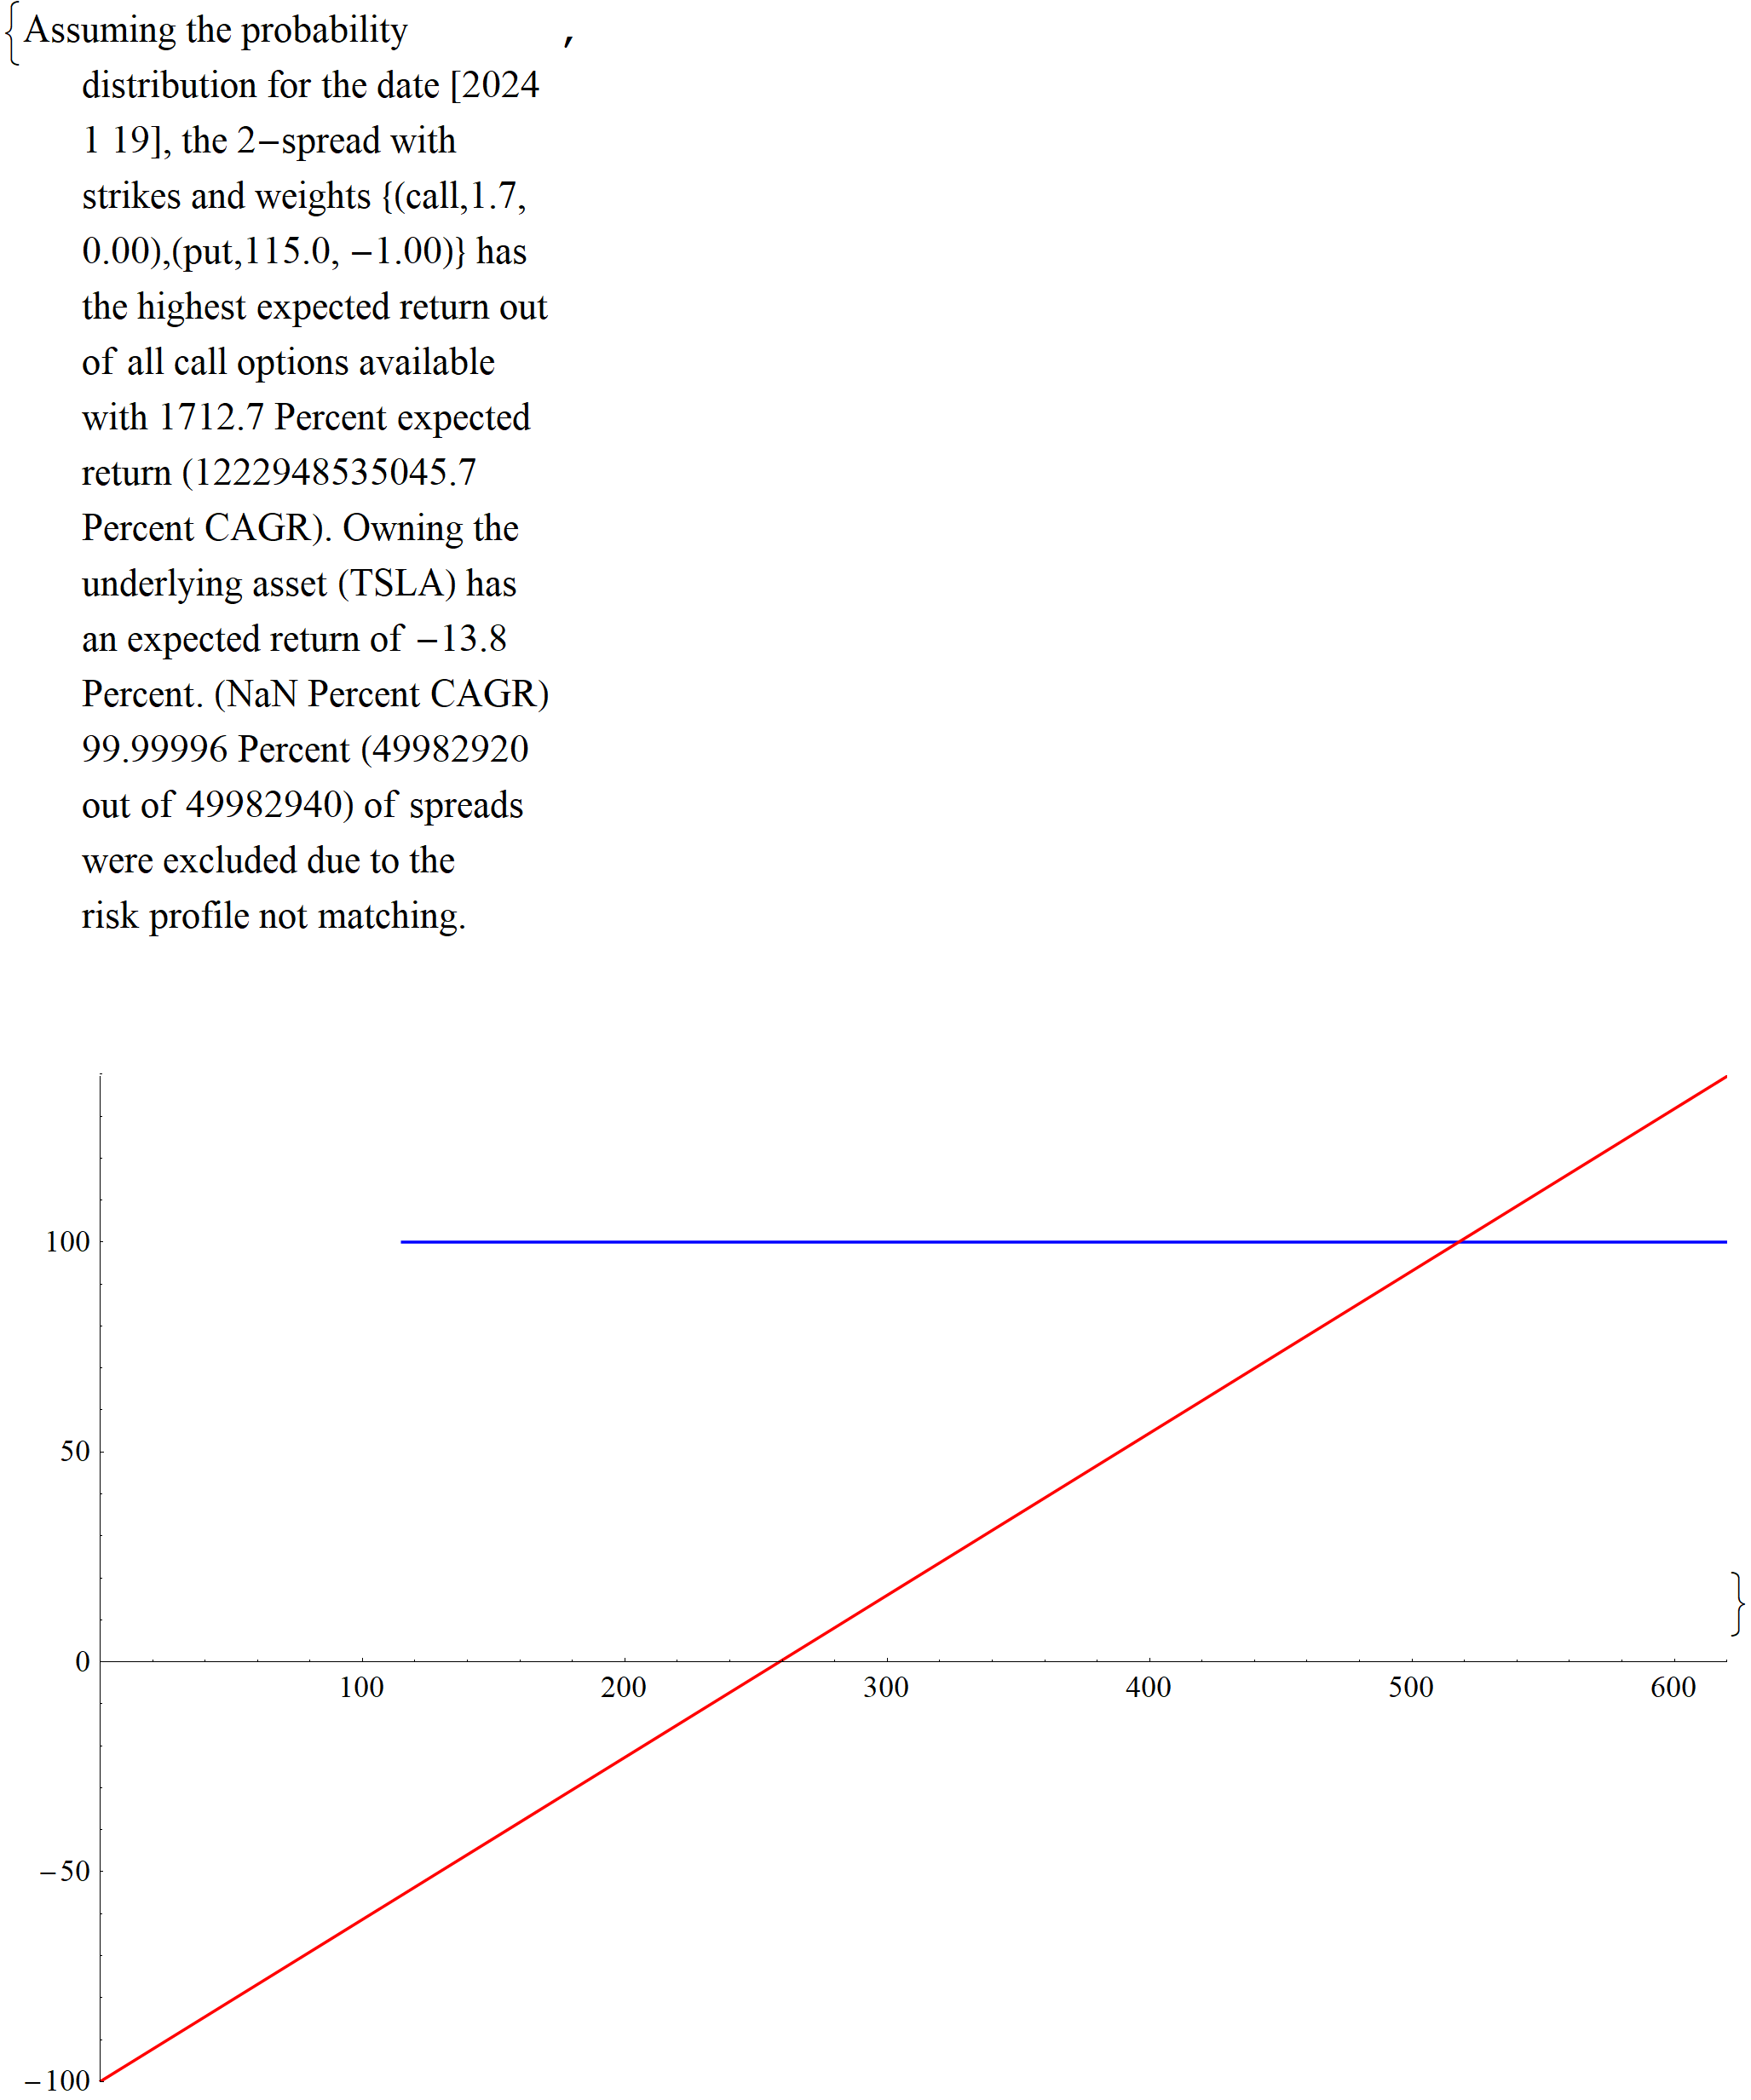 {Assuming the probability ,
distribution for the date [2024
1 19], the 2−spread with
strikes and weights {(call,1.7,
0.00),(put,115.0, −1.00)} has
the highest expected return out
of all call options available
with 1712.7 Percent expected
return (1222948535045.7
Percent CAGR). Owning the
underlying asset (TSLA) has
an expected return of −13.8
Percent. (NaN Percent CAGR)
99.99996 Percent (49982920
out of 49982940) of spreads
were excluded due to the
risk profile not matching.
100
50
0
−50
−100
100 200 300 400 500 600
}